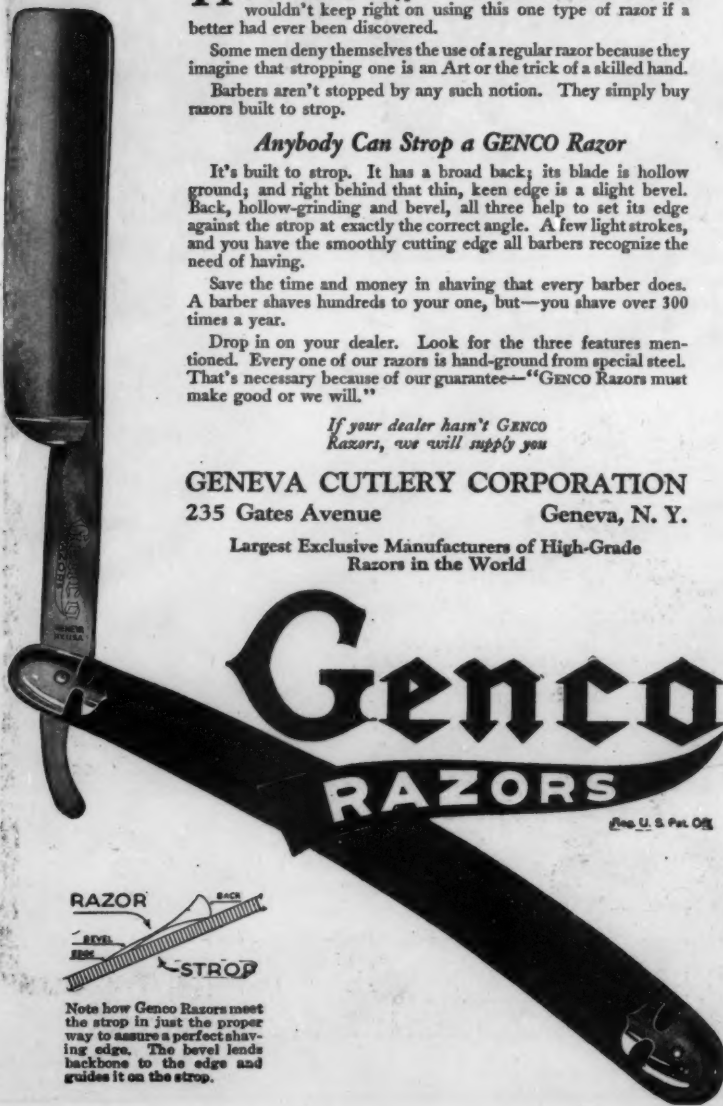 wouldn't keep right on using this one type of razor if a
better had ever been discovered.
Some men deny themselves the use of a regular razor because they
imagine that stropping one is an Art or the trick of a skilled hand.
Barbers aren't stopped by any such notion. They simply buy
razors built to strop.
Anybody Can Strop a GENCO Razor
It's built to strop. It has a broad back; its blade is hollow
ground; and right behind that thin, keen edge is a slight bevel.
Back, hollow-grinding and bevel, all three help to set its edge
against the strop at exactly the correct angle. A few light strokes,
and you have the smoothly cutting edge all barbers recognize the
need of having.
Save the time and money in shaving that every barber does.
A barber shaves hundreds to your one, but—you shave over 300
times a year.
Drop in on your dealer. Look for the three features men-
tioned. Every one of our razors is hand-ground from special steel.
That's necessary because of our guarantee—"GENCO Razors must
make good or we will."
If your dealer hasn't GENCO
Razors, we will supply you
GENEVA CUTLERY CORPORATION
235 Gates Avenue Geneva, N. Y.
Largest Exclusive Manufacturers of High-Grade
Razors in the World
GENEVA
Genco
RAZORS
Reg. U. S. Pat. Off.
RAZOR
BACK
BEVEL
EDGE
STROP
Note how Genco Razors meet
the strop in just the proper
way to assure a perfect shav-
ing edge. The bevel lends
backbone to the edge and
guides it on the strop.